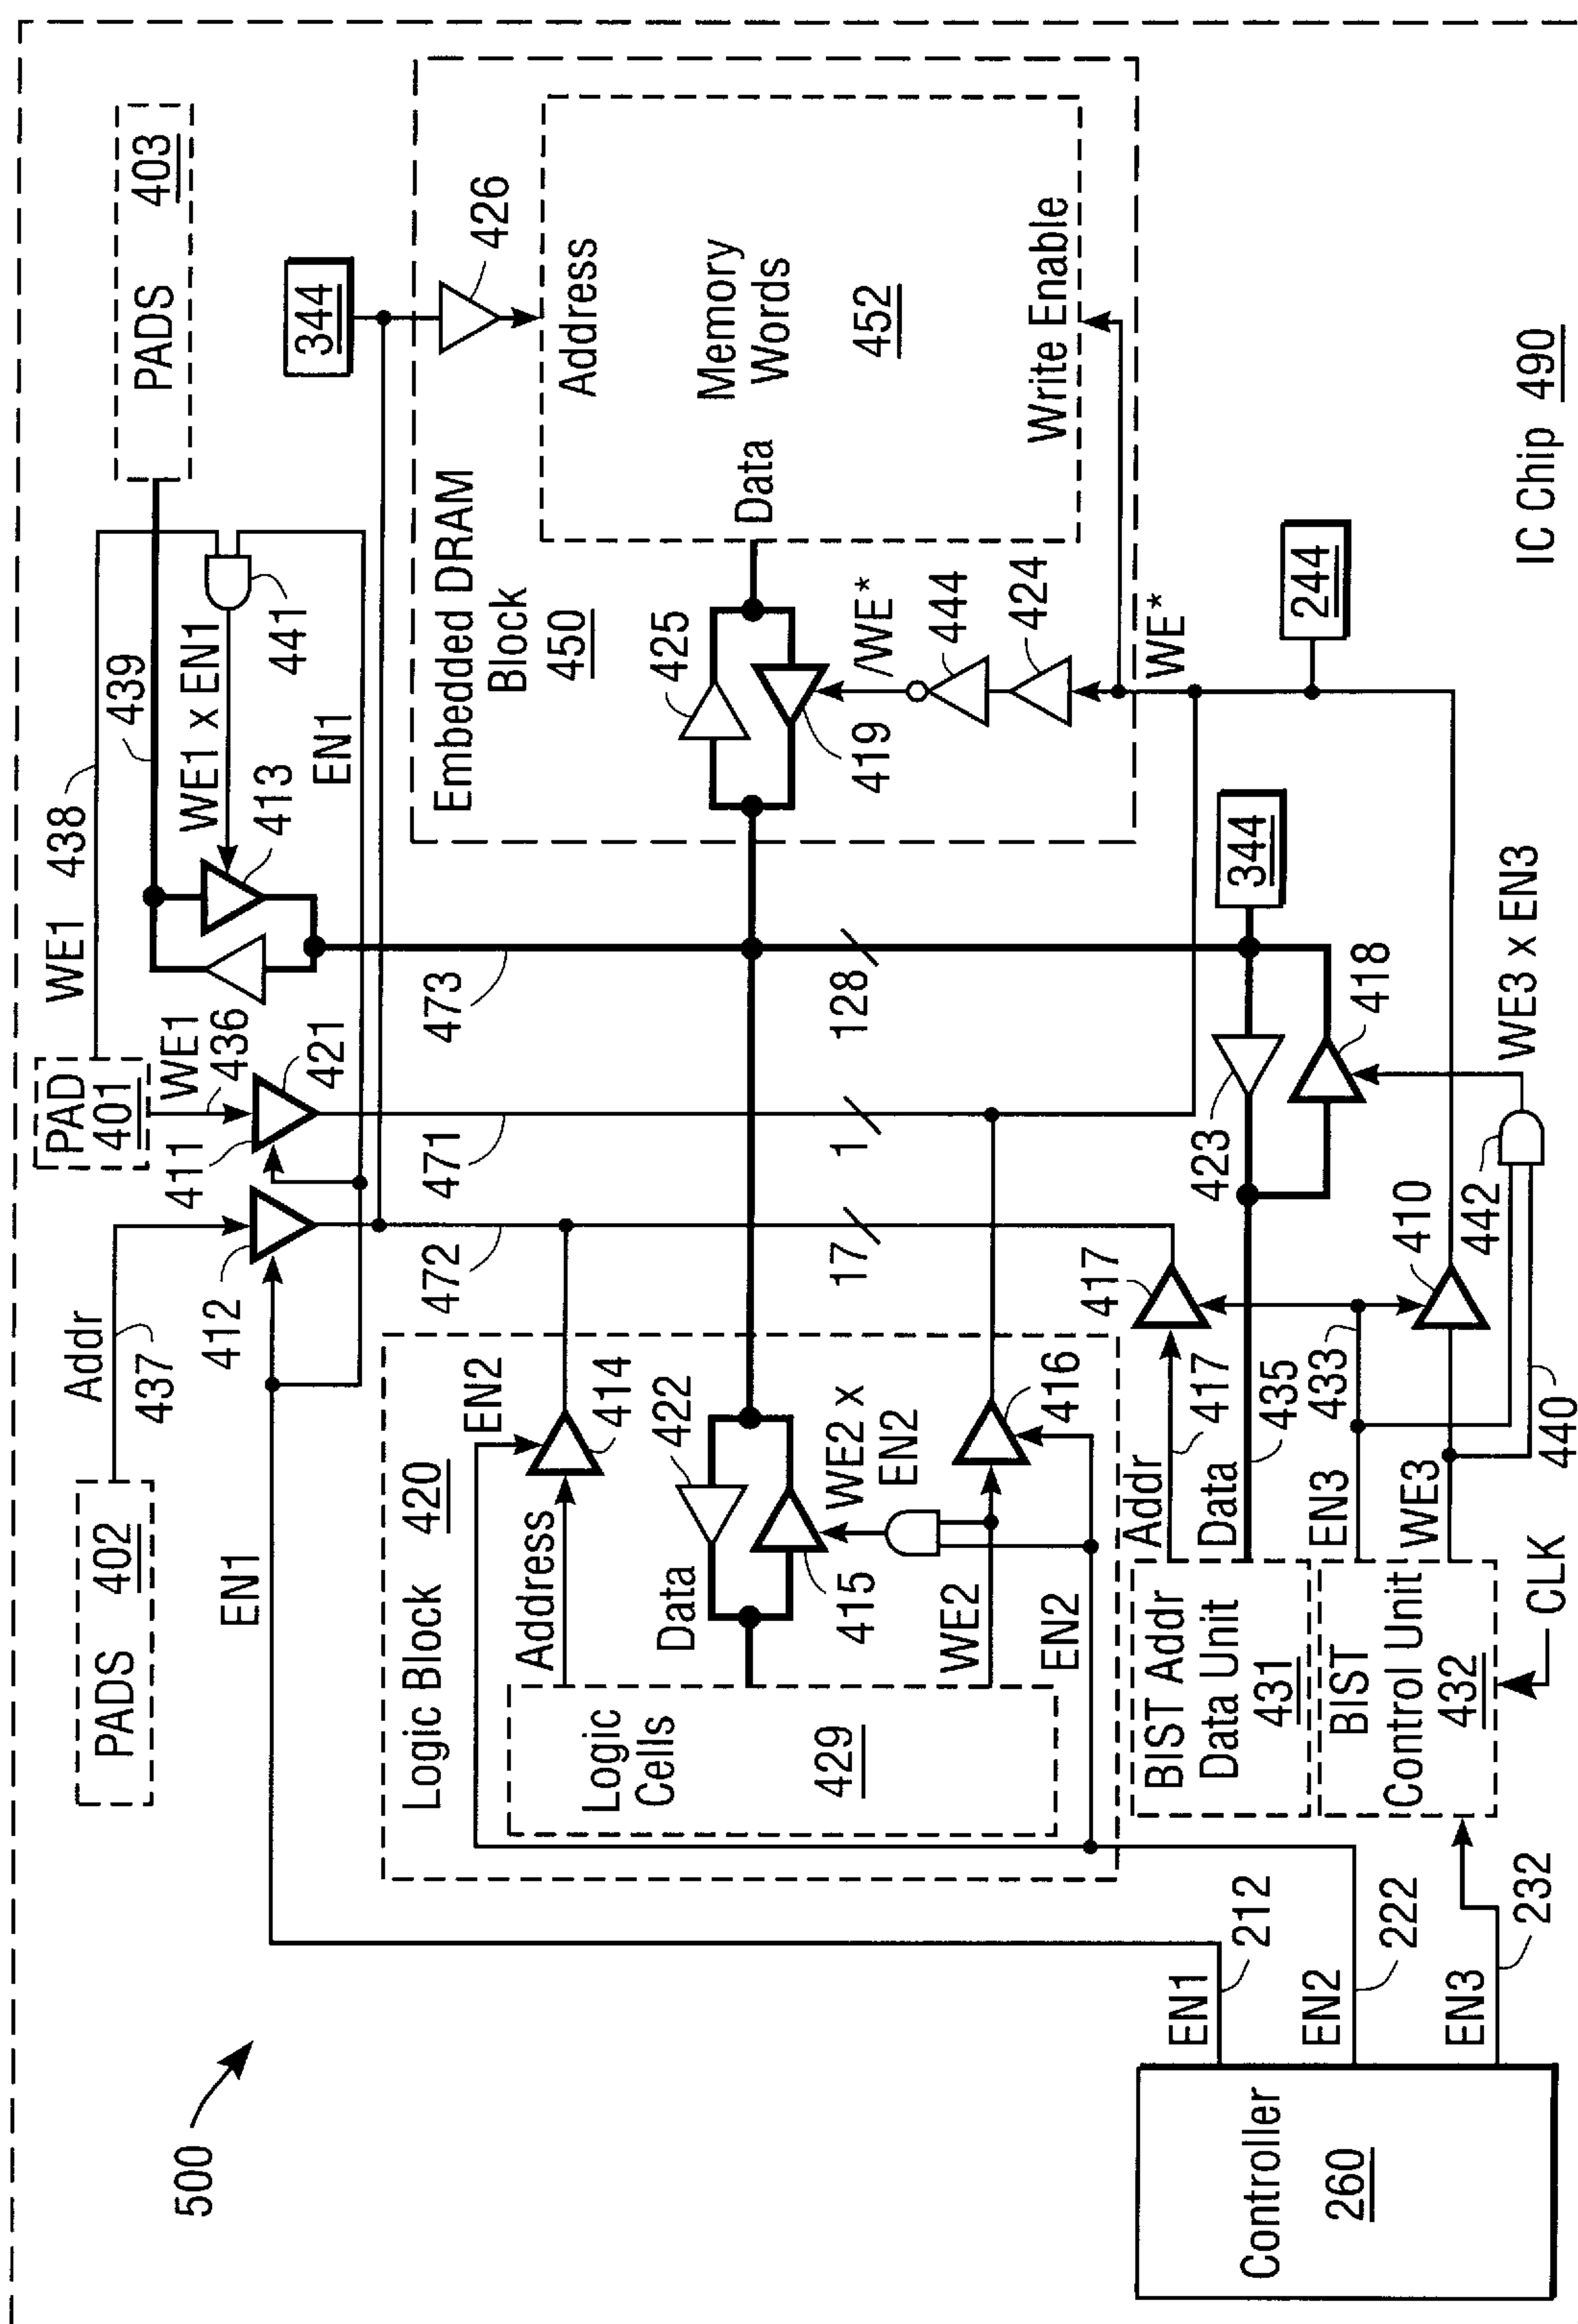 500
Controller
260
EN1
212
EN2
222
EN3
232
PADS 402
Addr
437
EN1
412
411
PAD
401
WE1
436
421
WE1 438
439
WE1 x EN1
413
EN1
441
PADS 403
344
426
Logic Block 420
EN2
414
Address
Logic
Cells
429
Data
422
415
WE2 x
EN2
WE2
416
EN2
472
471
473
17
1
128
Embedded DRAM
Block
450
425
419
/WE*
444
424
WE*
Address
Data
Memory
Words
452
Write Enable
BIST Addr
Data Unit
431
Addr
417
417
Data
435
423
418
344
244
BIST
Control Unit
432
EN3
433
WE3
410
442
440
WE3 x EN3
CLK
IC Chip 490